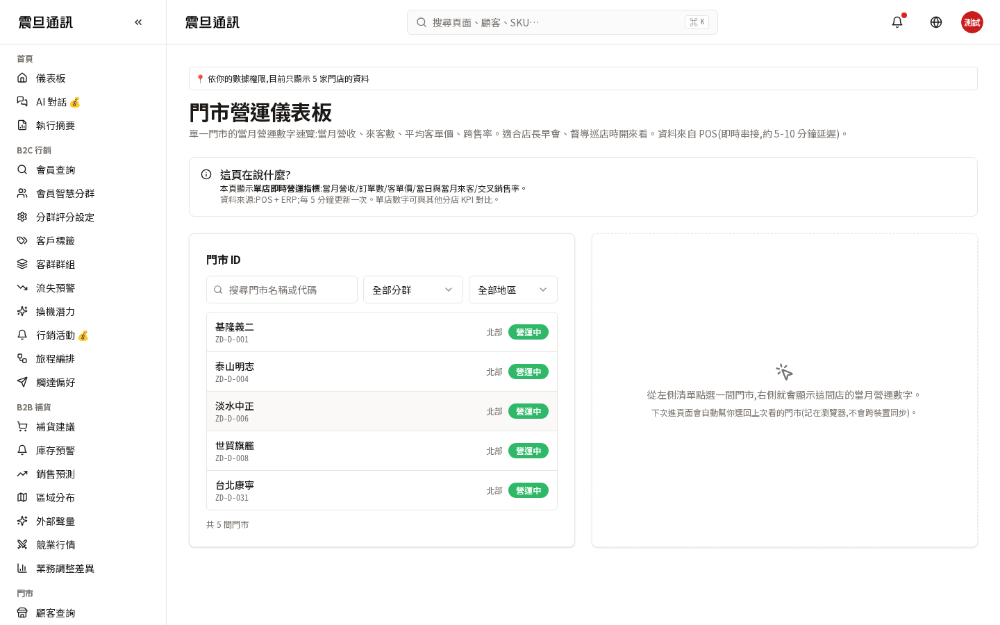 震旦通訊
震旦通訊
搜尋頁面、顧客、SKU…
⌘ K
測試
首頁
儀表板
AI 對話 💰
執行摘要
B2C 行銷
會員查詢
會員智慧分群
分群評分設定
客戶標籤
客群群組
流失預警
換機潛力
行銷活動 💰
旅程編排
觸達偏好
B2B 補貨
補貨建議
庫存預警
銷售預測
區域分布
外部聲量
競業行情
業務調整差異
門市
顧客查詢
📍 依你的數據權限,目前只顯示 5 家門店的資料
門市營運儀表板
單一門市的當月營運數字速覽:當月營收、來客數、平均客單價、跨售率。適合店長早會、督導巡店時開來看。資料來自 POS(即時串接,約 5-10 分鐘延遲)。
這頁在說什麼?
本頁顯示單店即時營運指標:當月營收/訂單數/客單價/當日與當月來客/交叉銷售率。
資料來源:POS + ERP;每 5 分鐘更新一次。單店數字可與其他分店 KPI 對比。
門市 ID
搜尋門市名稱或代碼
全部分群
全部地區
基隆義二
ZD-D-001
北部
營運中
泰山明志
ZD-D-004
北部
營運中
淡水中正
ZD-D-006
北部
營運中
世貿旗艦
ZD-D-008
北部
營運中
台北康寧
ZD-D-031
北部
營運中
共 5 間門市
從左側清單點選一間門市,右側就會顯示這間店的當月營運數字。
下次進頁面會自動幫你選回上次看的門市(記在瀏覽器,不會跨裝置同步)。